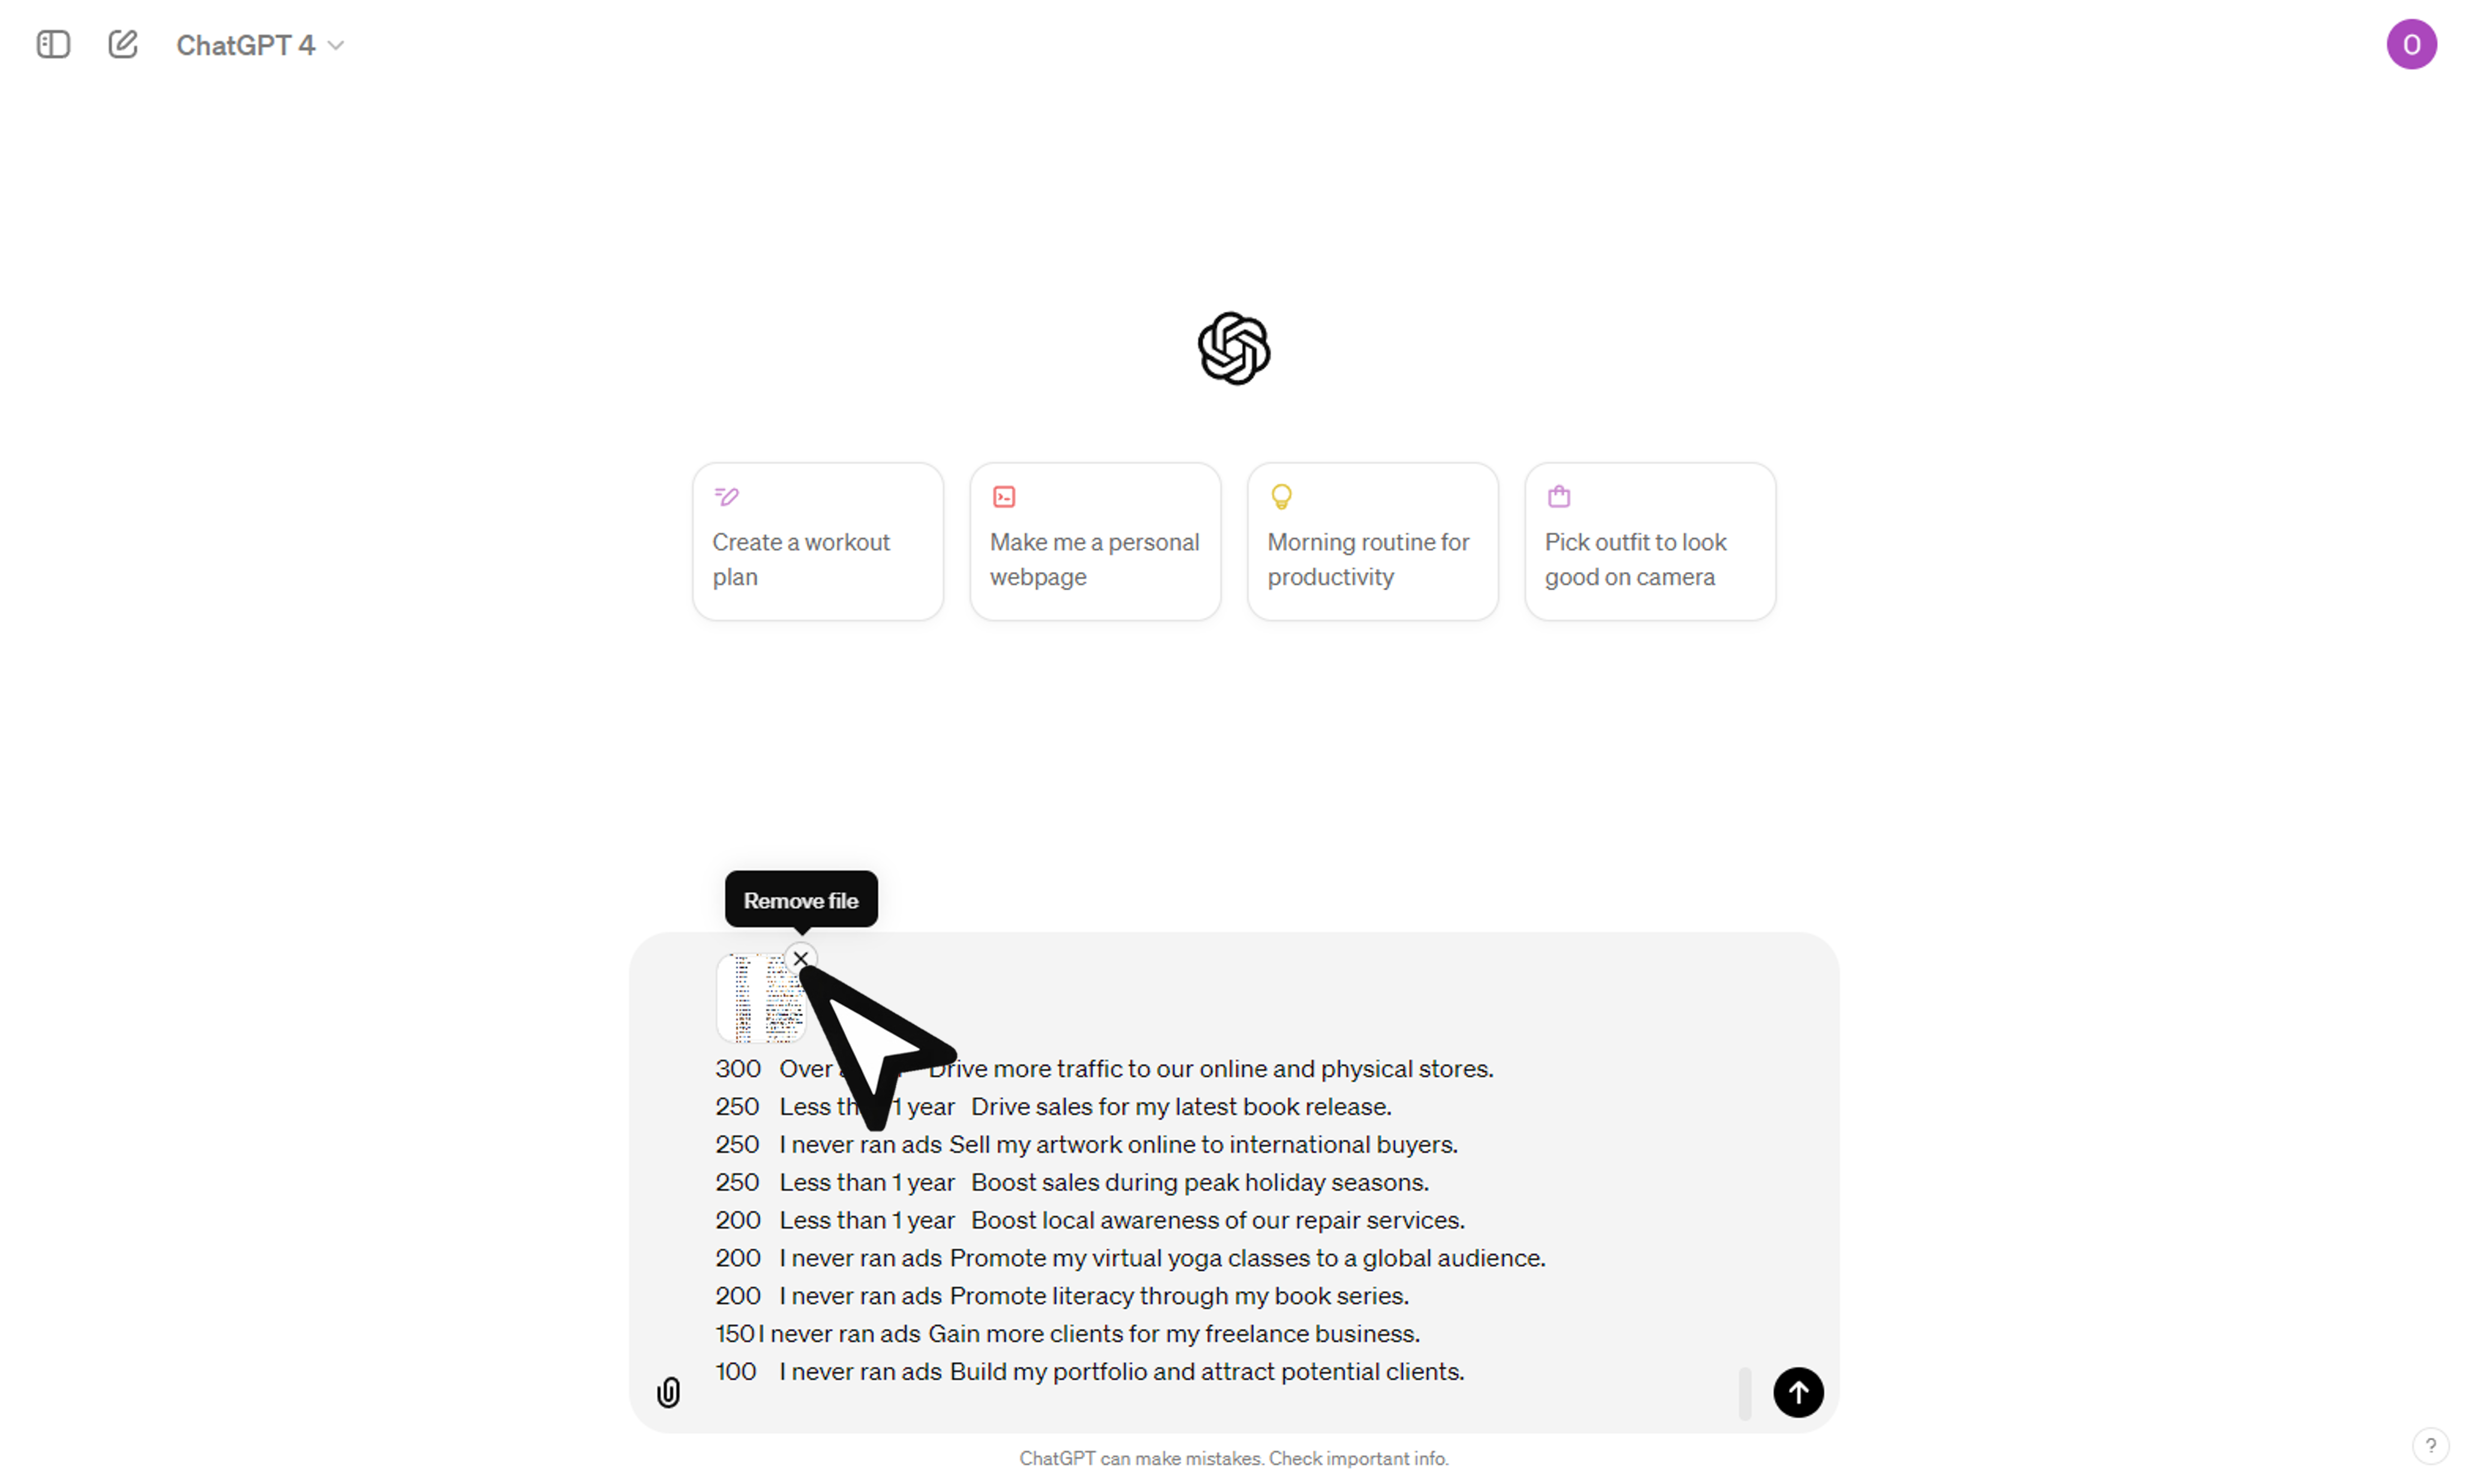 ChatGPT 4
O
Create a workout
plan
Make me a personal
webpage
Morning routine for
productivity
Pick outfit to look
good on camera
Remove file
300 Over Drive more traffic to our online and physical stores.
250 Less 1 year Drive sales for my latest book release.
250 I never ran ads Sell my artwork online to international buyers.
250 Less than 1 year Boost sales during peak holiday seasons.
200 Less than 1 year Boost local awareness of our repair services.
200 I never ran ads Promote my virtual yoga classes to a global audience.
200 I never ran ads Promote literacy through my book series.
150 I never ran ads Gain more clients for my freelance business.
100 I never ran ads Build my portfolio and attract potential clients.
ChatGPT can make mistakes. Check important info.
?